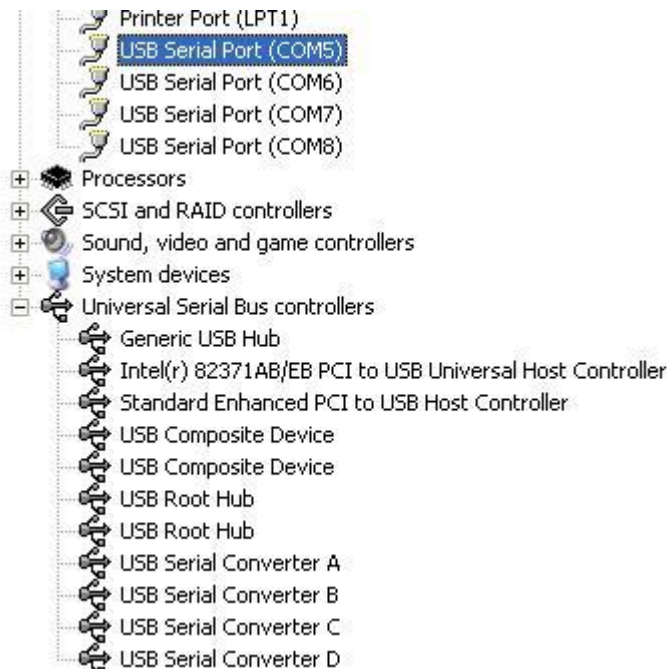 Printer Port (LPT1)
USB Serial Port (COM5)
USB Serial Port (COM6)
USB Serial Port (COM7)
USB Serial Port (COM8)
Processors
SCSI and RAID controllers
Sound, video and game controllers
System devices
Universal Serial Bus controllers
Generic USB Hub
Intel(r) 82371AB/EB PCI to USB Universal Host Controller
Standard Enhanced PCI to USB Host Controller
USB Composite Device
USB Composite Device
USB Root Hub
USB Root Hub
USB Serial Converter A
USB Serial Converter B
USB Serial Converter C
USB Serial Converter D